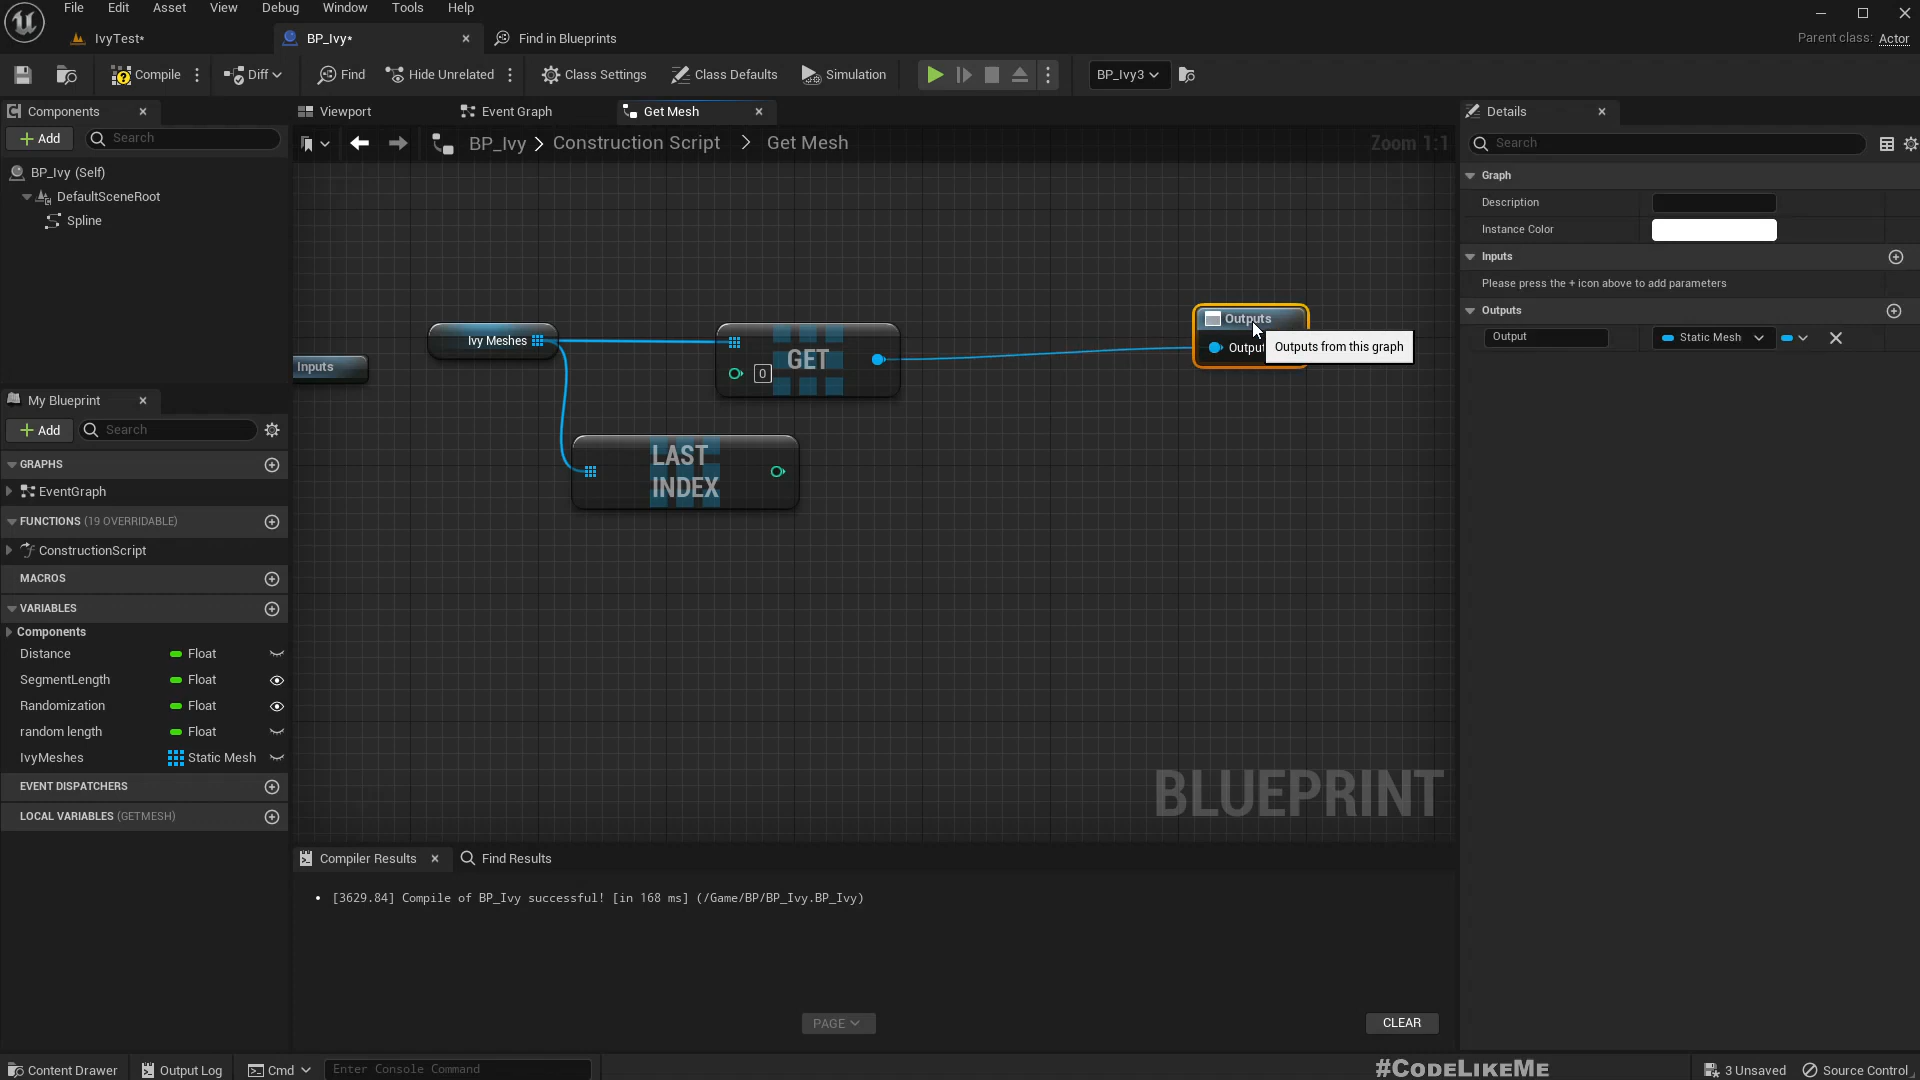 File Edit Asset View Debug Window Tools Help
IvyTest*
BP_Ivy*
Find in Blueprints
Parent class: Actor
Compile
Diff
Find
Hide Unrelated
Class Settings
Class Defaults
Simulation
BP_Ivy3
Components
Viewport
Event Graph
Get Mesh
Details
Add
Search
BP_Ivy > Construction Script > Get Mesh
Zoom 1:1
Search
BP_Ivy (Self)
DefaultSceneRoot
Spline
Graph
Description
Instance Color
Inputs
Please press the + icon above to add parameters
Outputs
Output
Static Mesh
Inputs
Ivy Meshes
GET
0
LAST
INDEX
Outputs
Output
Outputs from this graph
My Blueprint
Add
Search
GRAPHS
EventGraph
FUNCTIONS (19 OVERRIDABLE)
ConstructionScript
MACROS
VARIABLES
Components
Distance Float
SegmentLength Float
Randomization Float
random length Float
IvyMeshes Static Mesh
EVENT DISPATCHERS
LOCAL VARIABLES (GETMESH)
BLUEPRINT
Compiler Results
Find Results
• [3629.84] Compile of BP_Ivy successful! [in 168 ms] (/Game/BP/BP_Ivy.BP_Ivy)
PAGE
CLEAR
Content Drawer
Output Log
Cmd
Enter Console Command
#CodeLikeMe
3 Unsaved
Source Control